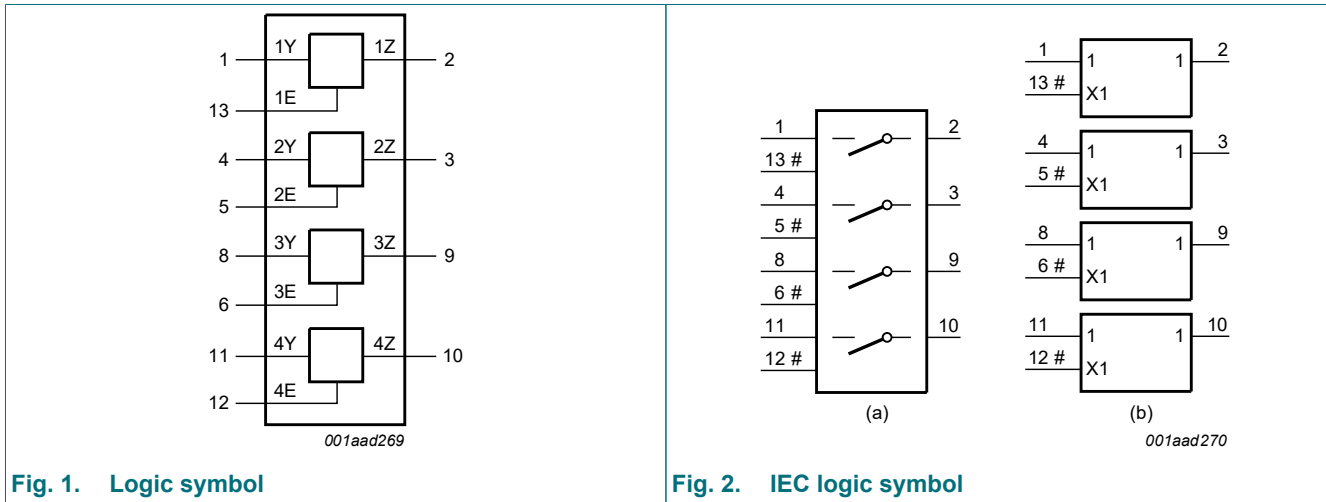 1 1Y 1Z 2
13 1E
4 2Y 2Z 3
5 2E
8 3Y 3Z 9
6 3E
11 4Y 4Z 10
12 4E
001aad269
Fig. 1. Logic symbol
1 2
13 #
4 3
5 #
8 9
6 #
11 10
12 #
(a)
1 1 1 2
13 # X1
4 1 1 3
5 # X1
8 1 1 9
6 # X1
11 1 1 10
12 # X1
(b)
001aad270
Fig. 2. IEC logic symbol